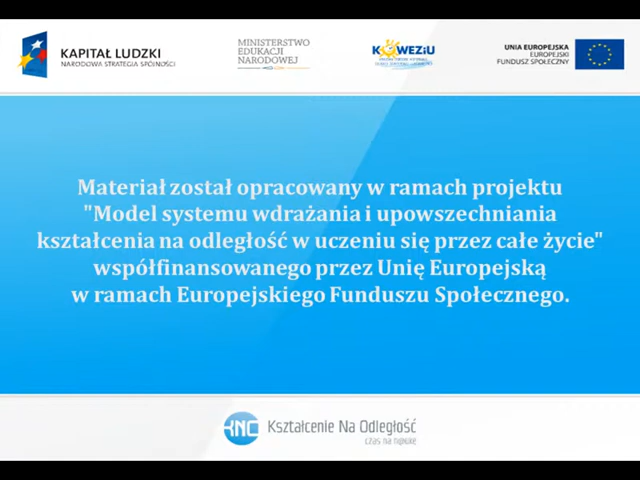 KAPITAŁ LUDZKI
NARODOWA STRATEGIA SPÓJNOŚCI
MINISTERSTWO
EDUKACJI
NARODOWEJ
KOWEZiU
UNIA EUROPEJSKA
EUROPEJSKI
FUNDUSZ SPOŁECZNY
Materiał został opracowany w ramach projektu
"Model systemu wdrażania i upowszechniania
kształcenia na odległość w uczeniu się przez całe życie"
współfinansowanego przez Unię Europejską
w ramach Europejskiego Funduszu Społecznego.
KNO Kształcenie Na Odległość
czas na naukę